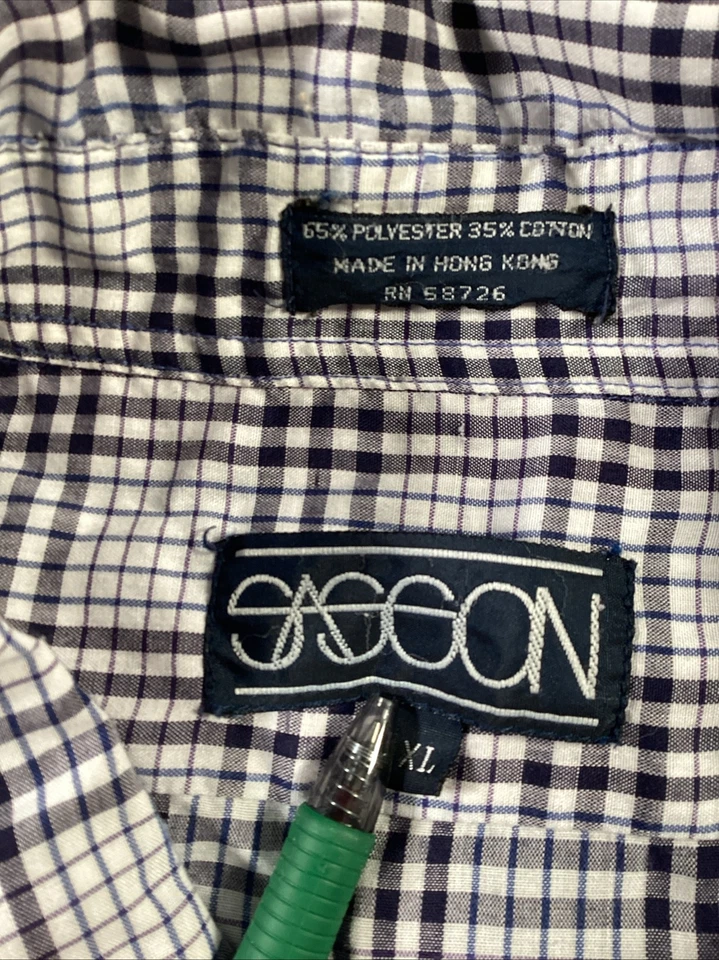 65% POLYESTER 35% COTTON
MADE IN HONG KONG
RN 58726
SASSON
XL